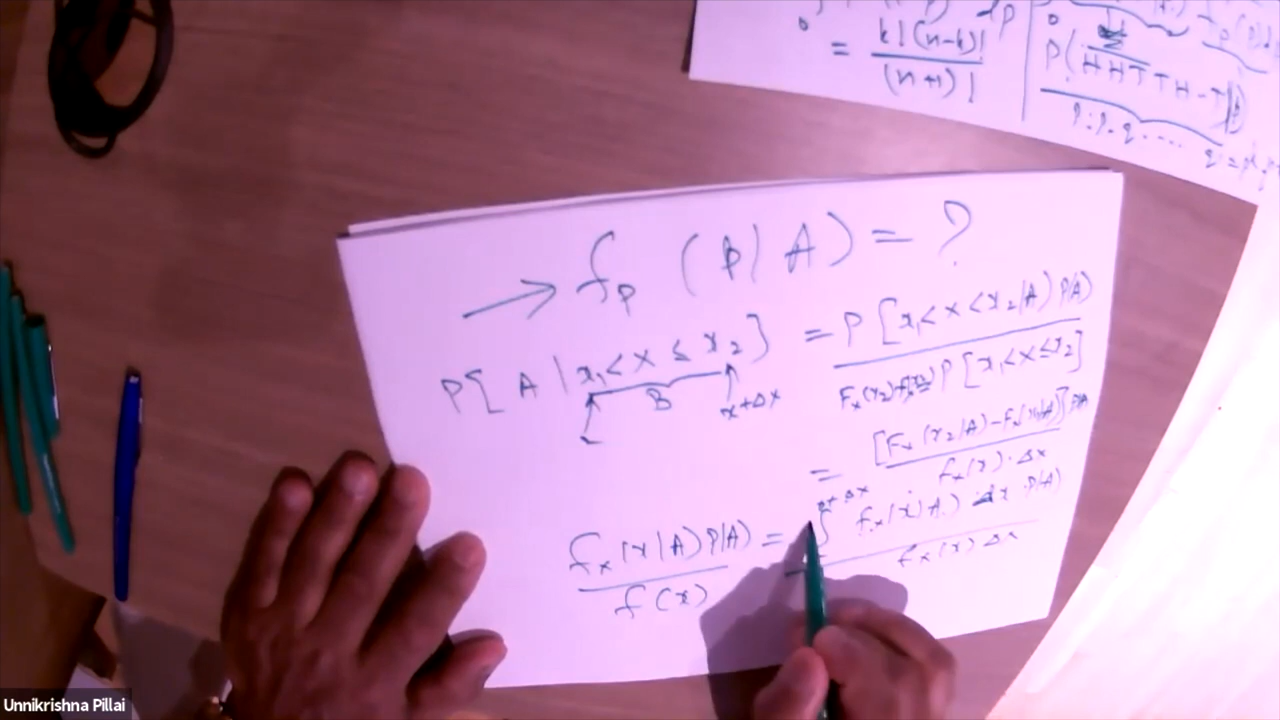 = k!(n-k)! / (n+1)!
P(HHTTH-T|
p.p.q....
→ f_P (p|A) = ?
P[A | x₁<X≤x₂] = P[x₁<X≤x₂|A) P(A) / P[x₁<X≤x₂]
B
x+Δx
= [F_x(x₂|A)-F_x(x₁|A)] P(A) / f_x(x)·Δx
f_x(x|A) P(A) / f(x) = ∫ x+Δx f_x(x|A) dx · P(A) / f_x(x) Δx
Unnikrishna Pillai